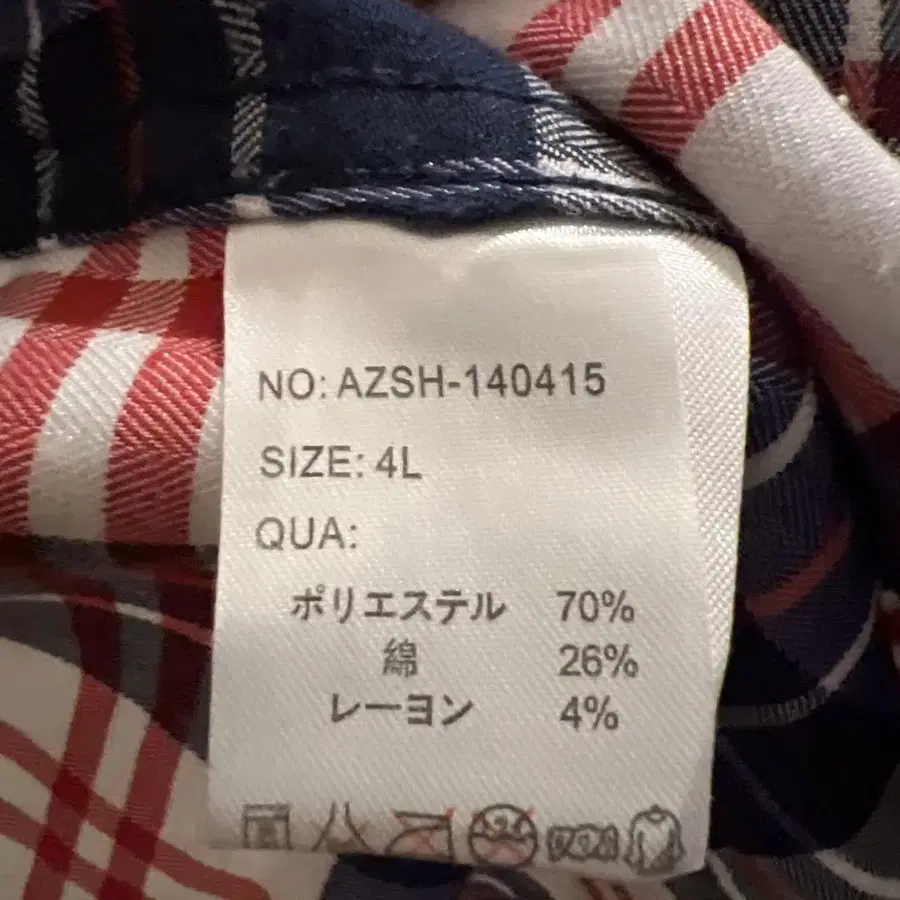 NO: AZSH-140415
SIZE: 4L
QUA:
ポリエステル 70%
綿 26%
レーヨン 4%